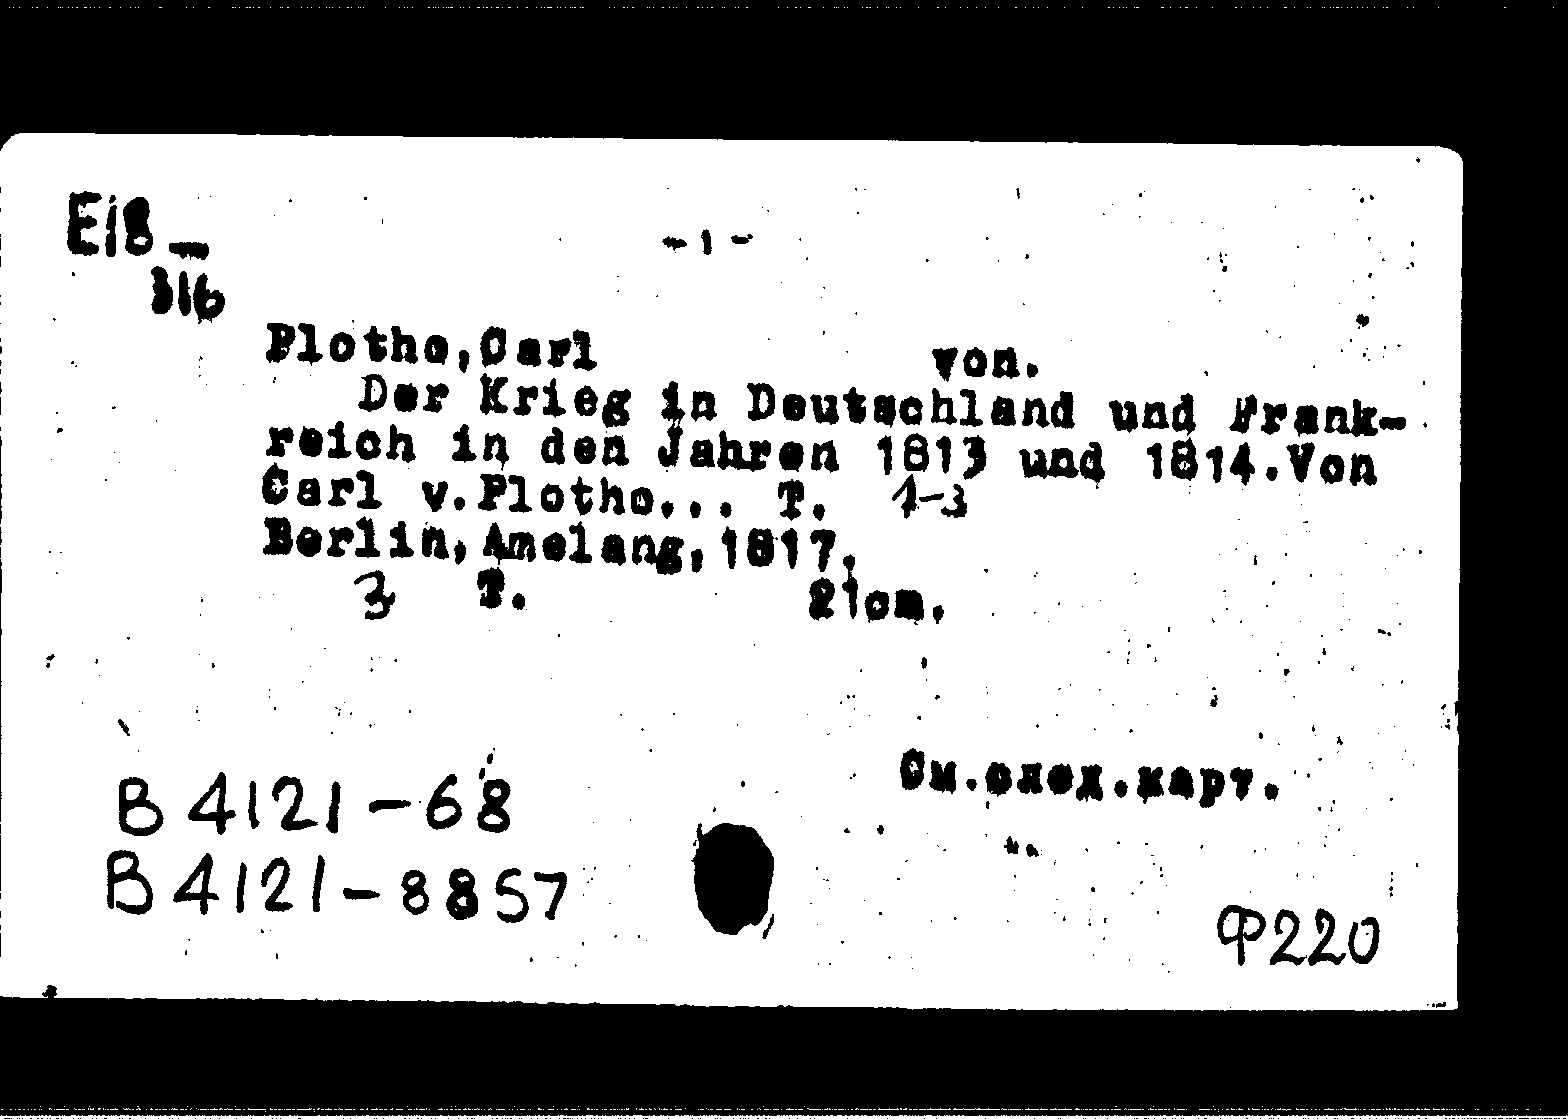 E18 —
316
- 1 -
Plotho, Carl von.
Der Krieg in Deutschland und Frank-
reich in den Jahren 1813 und 1814. Von
Carl v. Plotho... T. 1-3
Berlin, Amelang, 1817.
3 T. 21cm.
См.след.карт.
B 4121-68
B 4121-8857
Ф220